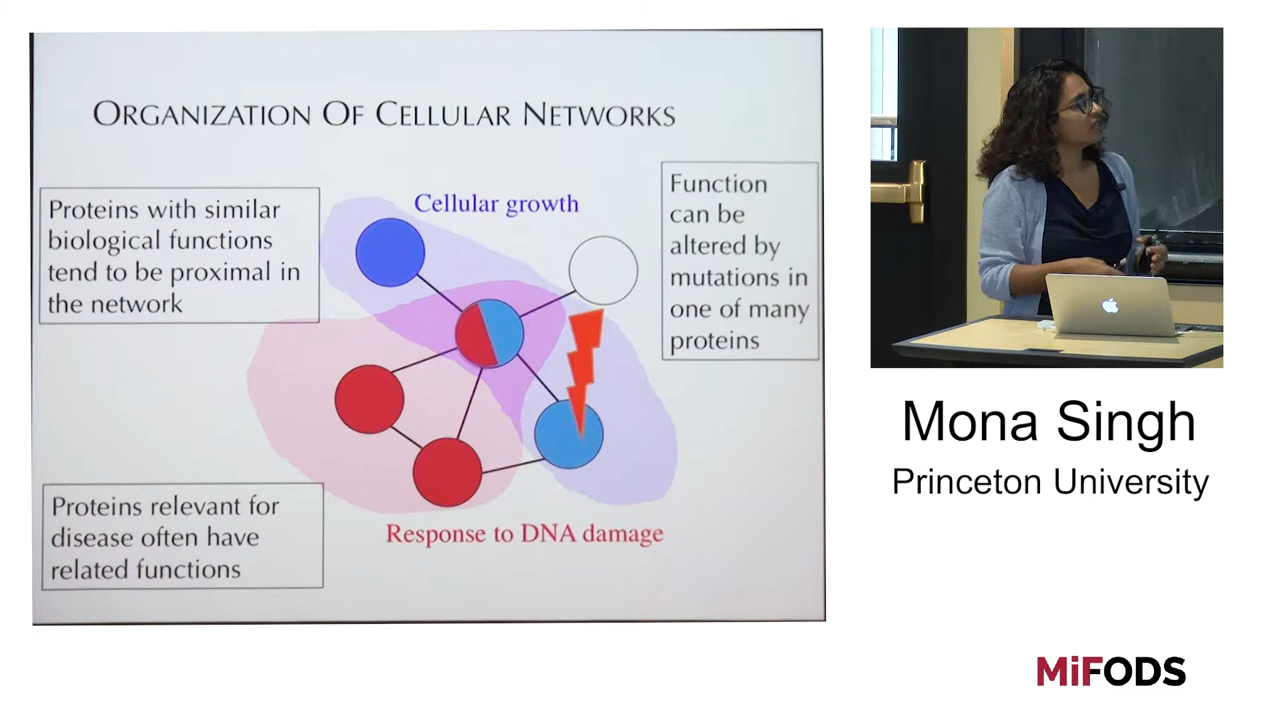 ORGANIZATION OF CELLULAR NETWORKS
Proteins with similar
biological functions
tend to be proximal in
the network
Cellular growth
Function
can be
altered by
mutations in
one of many
proteins
Proteins relevant for
disease often have
related functions
Response to DNA damage
Mona Singh
Princeton University
MiFODS